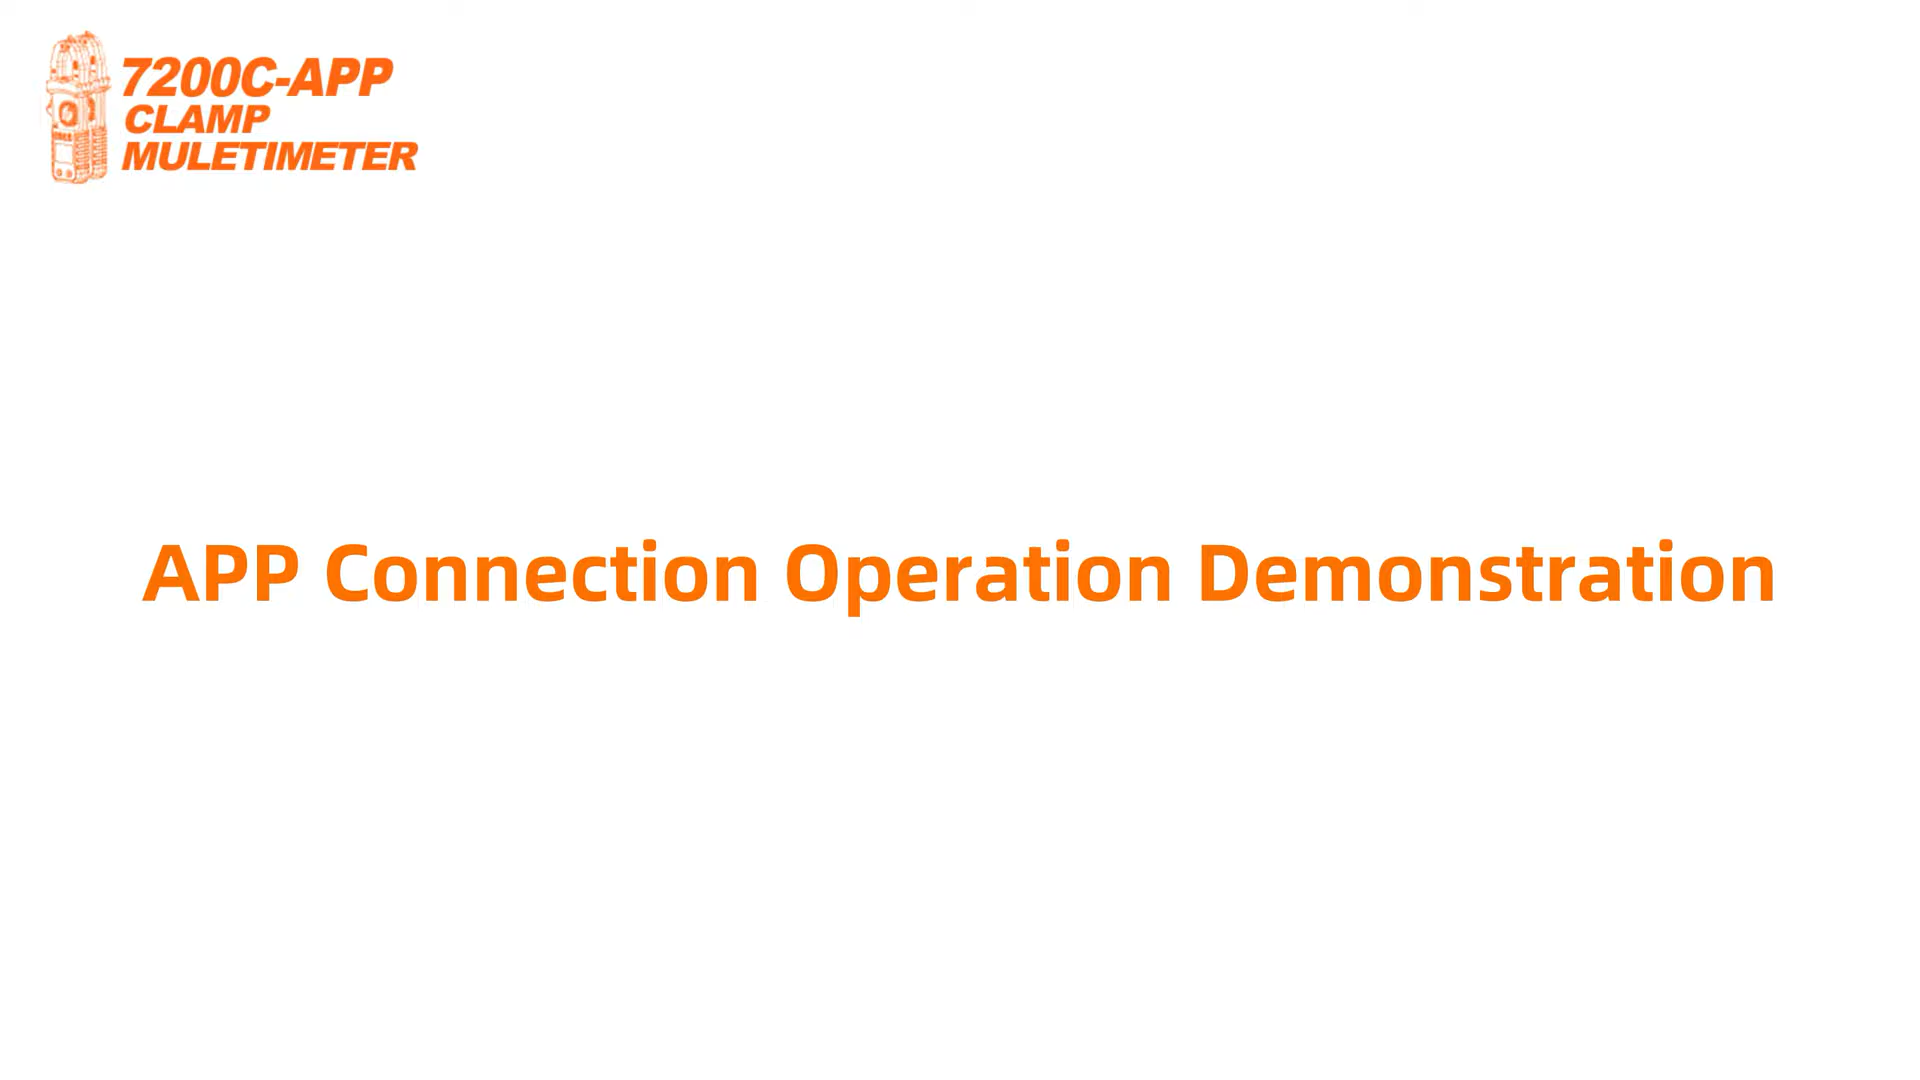 7200C-APP
CLAMP
MULETIMETER
APP Connection Operation Demonstration